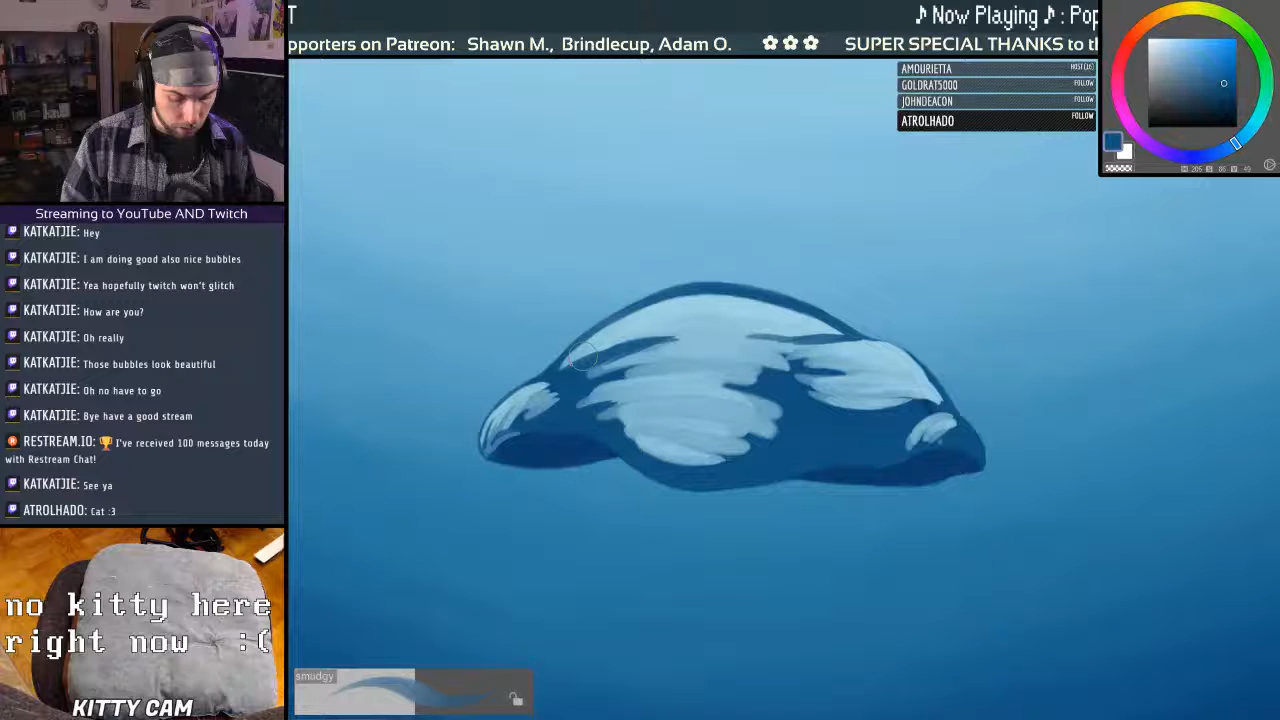 T
♪ Now Playing ♪ : Pop
pporters on Patreon: Shawn M., Brindlecup, Adam O. ✿ ✿ ✿ SUPER SPECIAL THANKS to th
AMOURIETTA
GOLDRAT5000 FOLLOW
JOHNDEACON FOLLOW
ATROLHADO FOLLOW
Streaming to YouTube AND Twitch
KATKATJIE: Hey
KATKATJIE: I am doing good also nice bubbles
KATKATJIE: Yea hopefully twitch won't glitch
KATKATJIE: How are you?
KATKATJIE: Oh really
KATKATJIE: Those bubbles look beautiful
KATKATJIE: Oh no have to go
KATKATJIE: Bye have a good stream
RESTREAM.IO: 🏆 I've received 100 messages today
with Restream Chat!
KATKATJIE: See ya
ATROLHADO: Cat :3
no kitty here
right now :(
KITTY CAM
smudgy